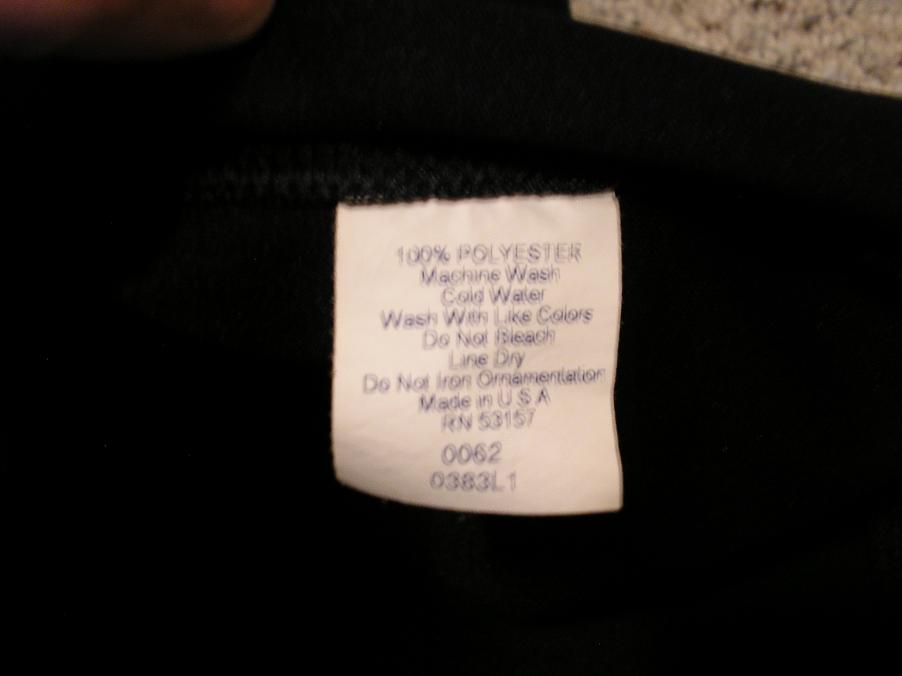 100% POLYESTER
Machine Wash
Cold Water
Wash With Like Colors
Do Not Bleach
Line Dry
Do Not Iron Ornamentation
Made in U S A
RN 53157
0062
0383L1